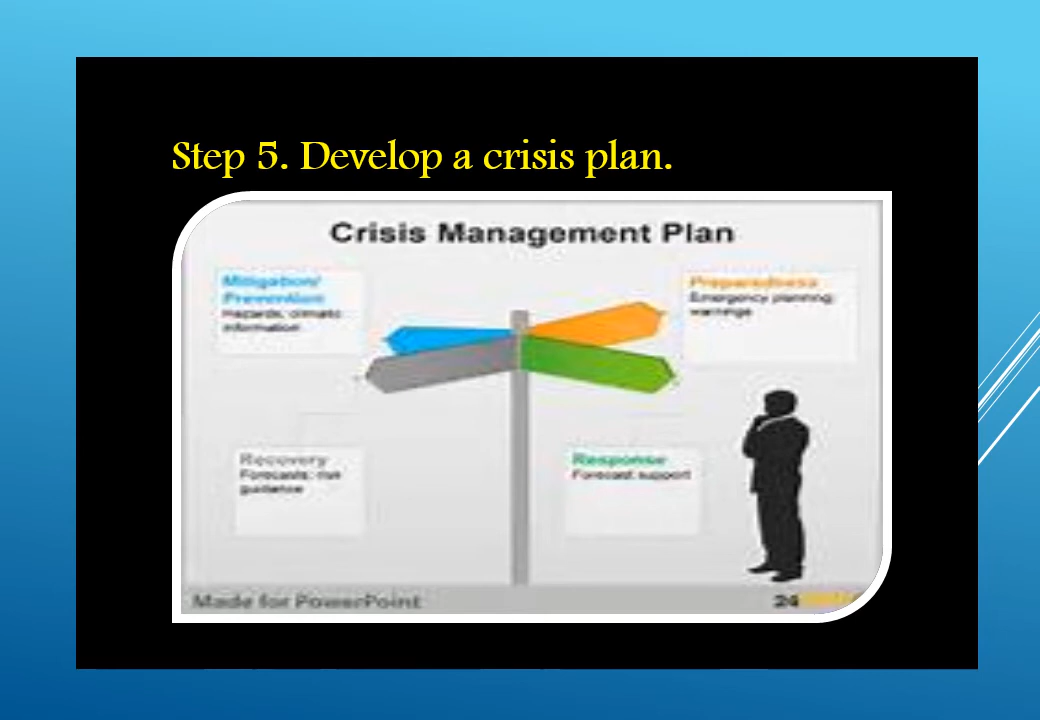 Step 5. Develop a crisis plan.
Crisis Management Plan
Mitigation/
Prevention
Hazards, climatic
information
Preparedness
Emergency planning;
warnings
Recovery
Forecasts; risk
guidance
Response
Forecast support
Made for PowerPoint
24